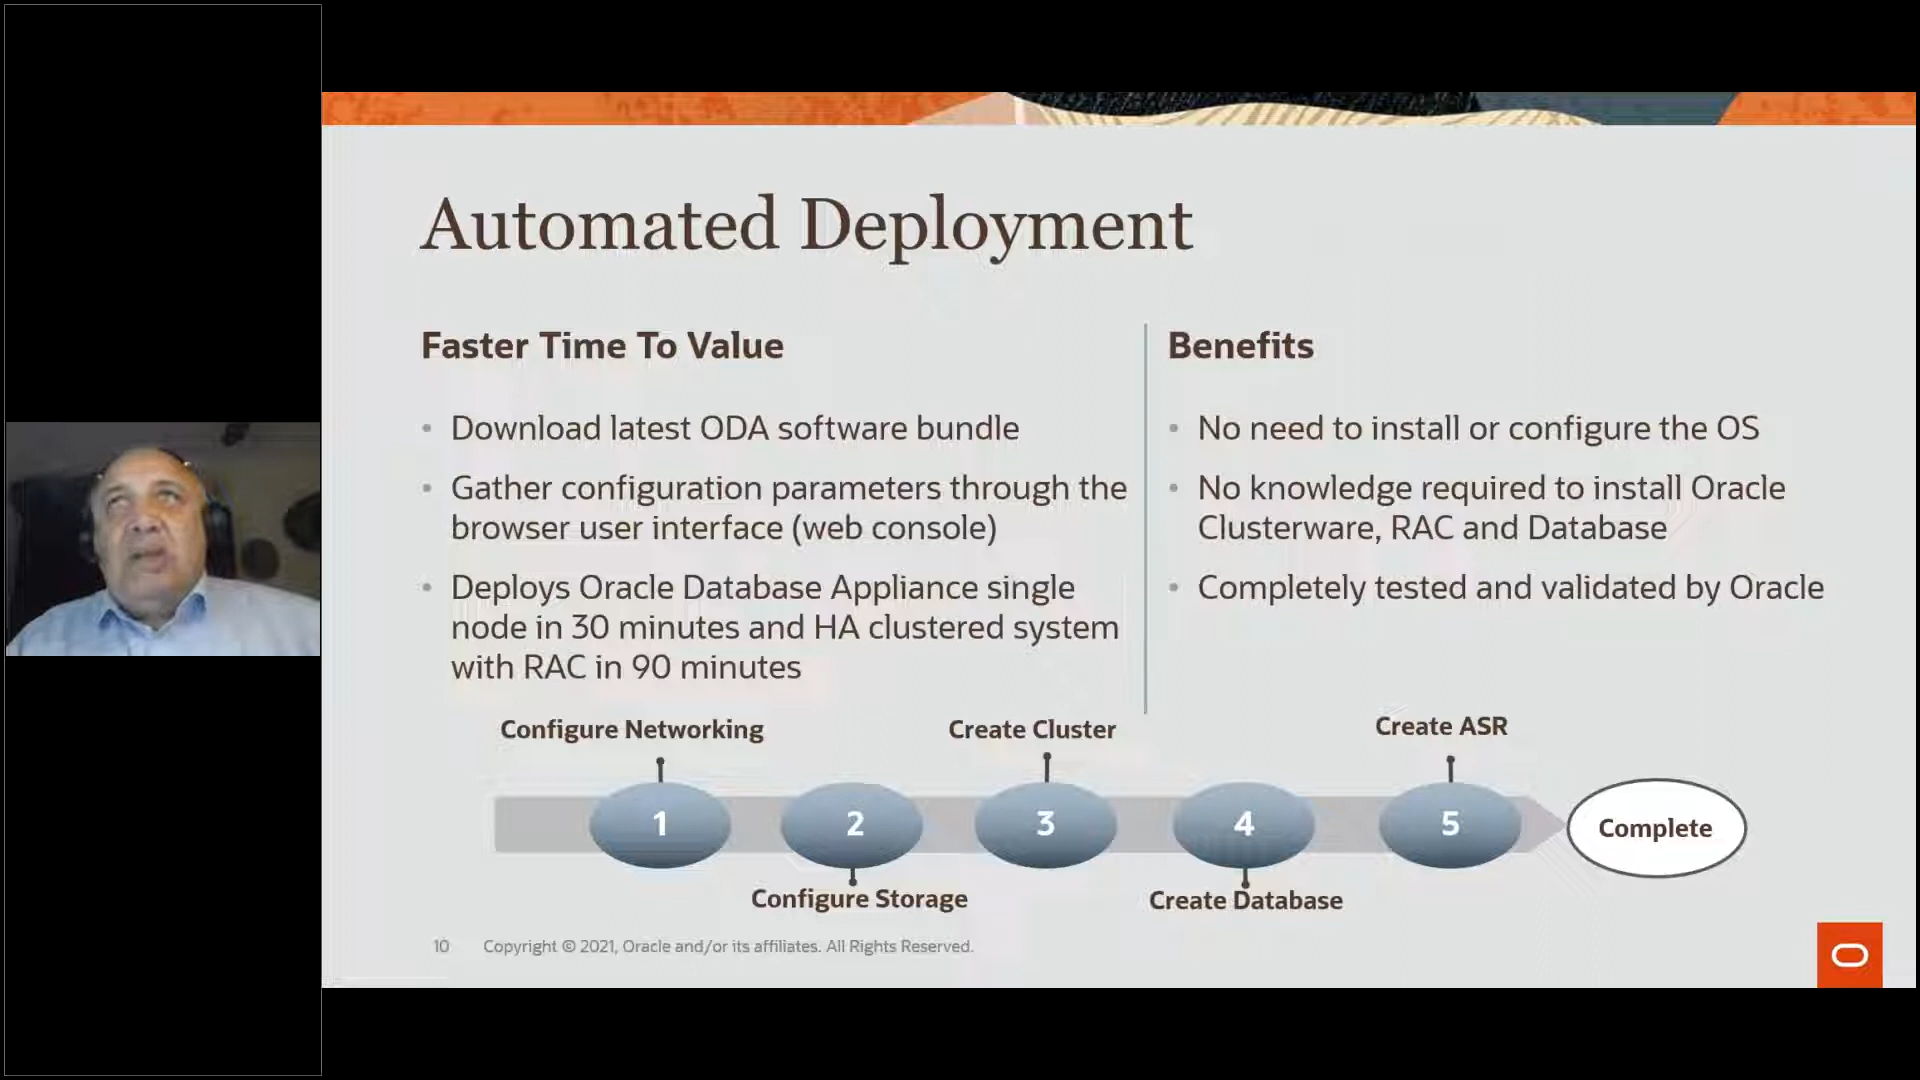 Automated Deployment
Faster Time To Value
• Download latest ODA software bundle
• Gather configuration parameters through the
browser user interface (web console)
• Deploys Oracle Database Appliance single
node in 30 minutes and HA clustered system
with RAC in 90 minutes
Benefits
• No need to install or configure the OS
• No knowledge required to install Oracle
Clusterware, RAC and Database
• Completely tested and validated by Oracle
Configure Networking
Create Cluster
Create ASR
1
2
3
4
5
Complete
Configure Storage
Create Database
10
Copyright © 2021, Oracle and/or its affiliates. All Rights Reserved.